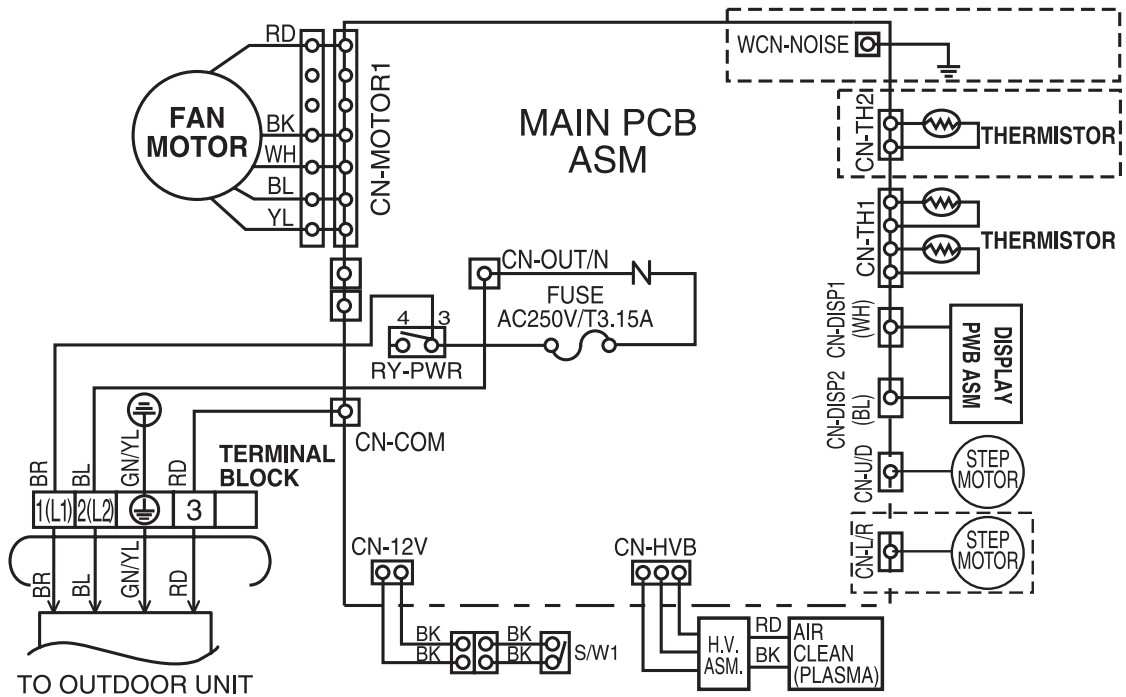 RD
FAN
MOTOR
BK
WH
BL
YL
CN-MOTOR1
MAIN PCB
ASM
WCN-NOISE
CN-TH2
THERMISTOR
CN-TH1
THERMISTOR
CN-OUT/N
N
FUSE
AC250V/T3.15A
4 3
RY-PWR
CN-DISP1
(WH)
CN-DISP2
(BL)
DISPLAY
PWB ASM
CN-COM
TERMINAL
BLOCK
BR
BL
GN/YL
RD
1(L1) 2(L2) 3
BR
BL
GN/YL
RD
TO OUTDOOR UNIT
CN-U/D
STEP
MOTOR
CN-L/R
STEP
MOTOR
CN-12V
BK BK
BK BK
S/W1
CN-HVB
H.V.
ASM.
RD
BK
AIR
CLEAN
(PLASMA)